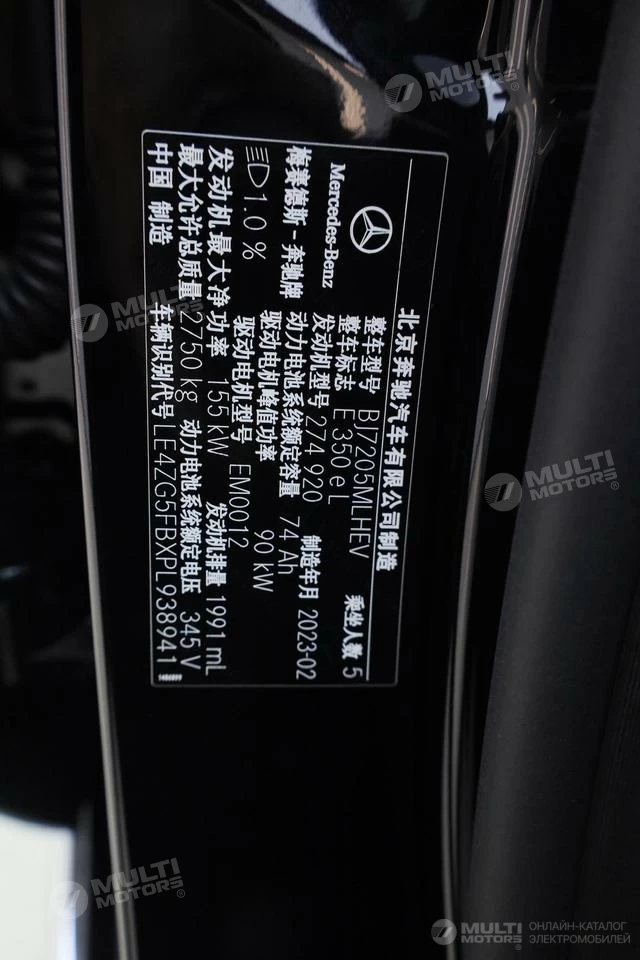 北京奔驰汽车有限公司制造
Mercedes-Benz
梅赛德斯-奔驰牌
整车型号 BJ7205MLHEV
整车标志 E 350 eL 乘坐人数 5
发动机型号 274 920 制造年月 2023-02
动力电池系统额定容量 74 Ah
驱动电机峰值功率 90 kW
1.0 %
驱动电机型号 EM0012
发动机最大净功率 155 kW 发动机排量 1991 mL
最大允许总质量 2750 kg 动力电池系统额定电压 345 V
中国 制造 车辆识别代号 LE4ZG5FBXPL938941
MULTI MOTORS®
MULTI MOTORS®
MULTI MOTORS®
MULTI MOTORS®
MULTI MOTORS®
ОНЛАЙН-КАТАЛОГ
ЭЛЕКТРОМОБИЛЕЙ